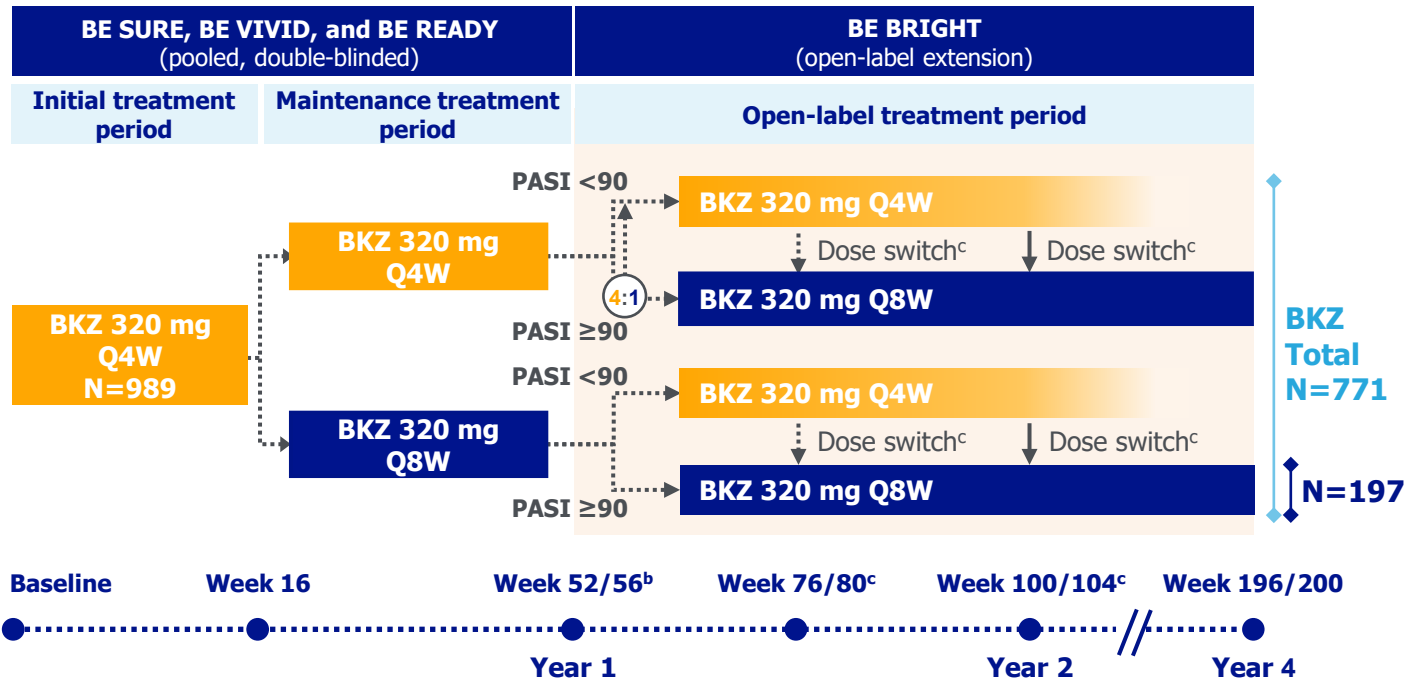 BE SURE, BE VIVID, and BE READY
(pooled, double-blinded)
BE BRIGHT
(open-label extension)
Initial treatment
period
Maintenance treatment
period
Open-label treatment period
PASI <90
BKZ 320 mg Q4W
BKZ 320 mg
Q4W
Dose switchᶜ
Dose switchᶜ
4:1
BKZ 320 mg Q8W
PASI ≥90
BKZ 320 mg
Q4W
N=989
BKZ
Total
N=771
PASI <90
BKZ 320 mg Q4W
BKZ 320 mg
Q8W
Dose switchᶜ
Dose switchᶜ
BKZ 320 mg Q8W
PASI ≥90
N=197
Baseline
Week 16
Week 52/56ᵇ
Week 76/80ᶜ
Week 100/104ᶜ
Week 196/200
Year 1
Year 2
Year 4